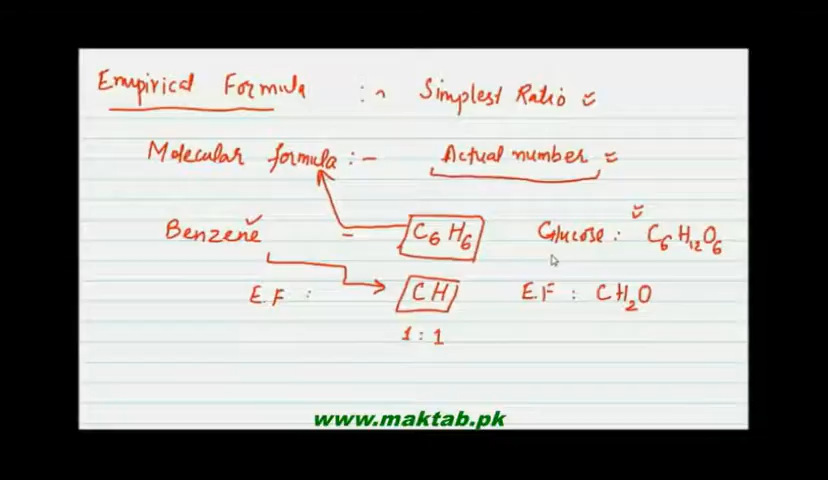 Empirical Formula :- Simplest Ratio
Molecular formula :- Actual number =
Benzene - C6H6 Glucose : C6H12O6
E.F : CH E.F : CH2O
1 : 1
www.maktab.pk